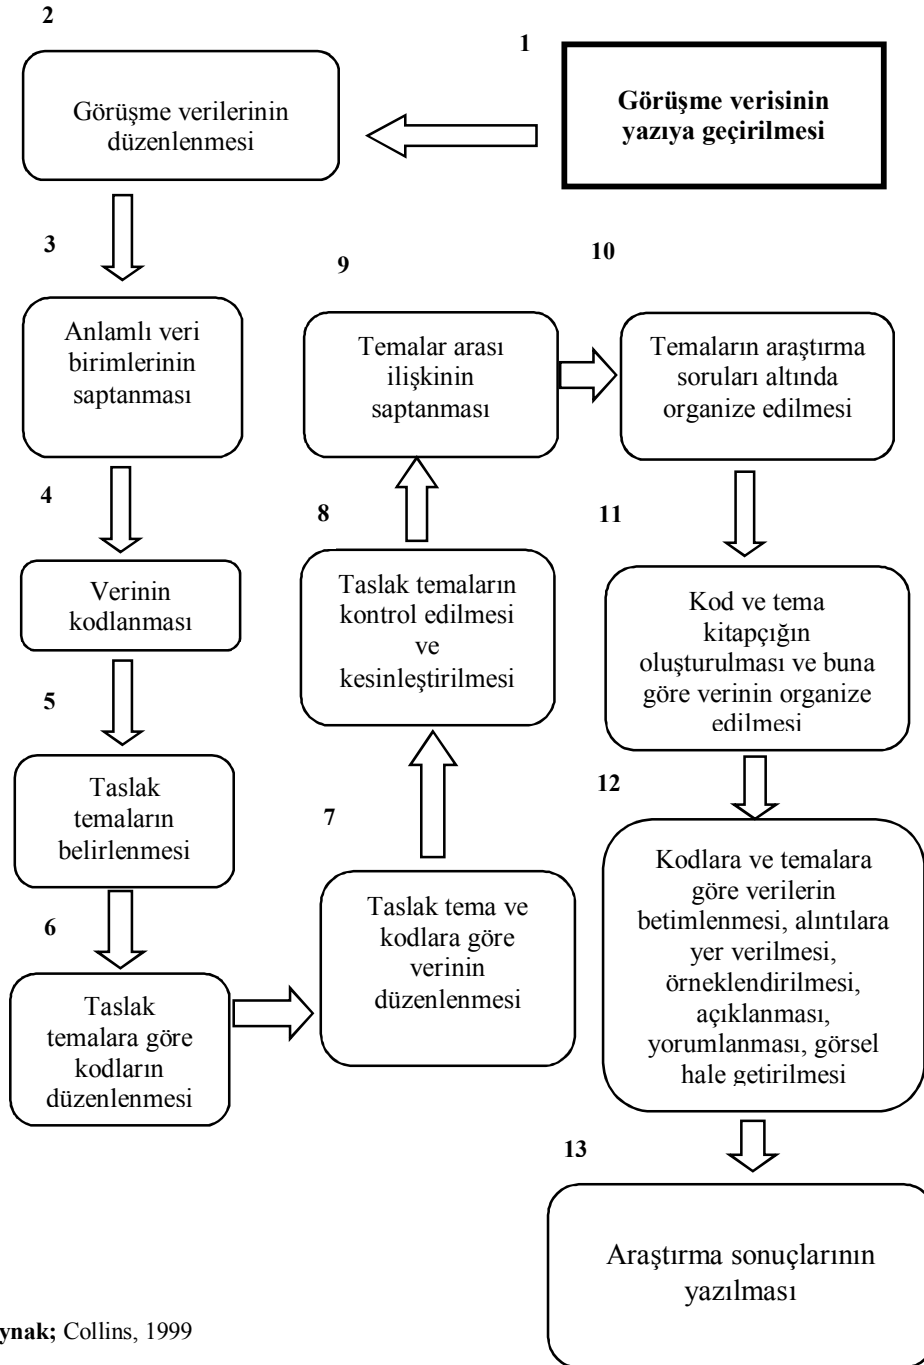 1
Görüşme verisinin
yazıya geçirilmesi
2
Görüşme verilerinin
düzenlenmesi
3
Anlamlı veri
birimlerinin
saptanması
4
Verinin
kodlanması
5
Taslak
temaların
belirlenmesi
6
Taslak
temalara göre
kodların
düzenlenmesi
7
Taslak tema ve
kodlara göre
verinin
düzenlenmesi
8
Taslak temaların
kontrol edilmesi
ve
kesinleştirilmesi
9
Temalar arası
ilişkinin
saptanması
10
Temaların araştırma
soruları altında
organize edilmesi
11
Kod ve tema
kitapçığın
oluşturulması ve buna
göre verinin organize
edilmesi
12
Kodlara ve temalara
göre verilerin
betimlenmesi, alıntılara
yer verilmesi,
örneklendirilmesi,
açıklanması,
yorumlanması, görsel
hale getirilmesi
13
Araştırma sonuçlarının
yazılması
ynak; Collins, 1999